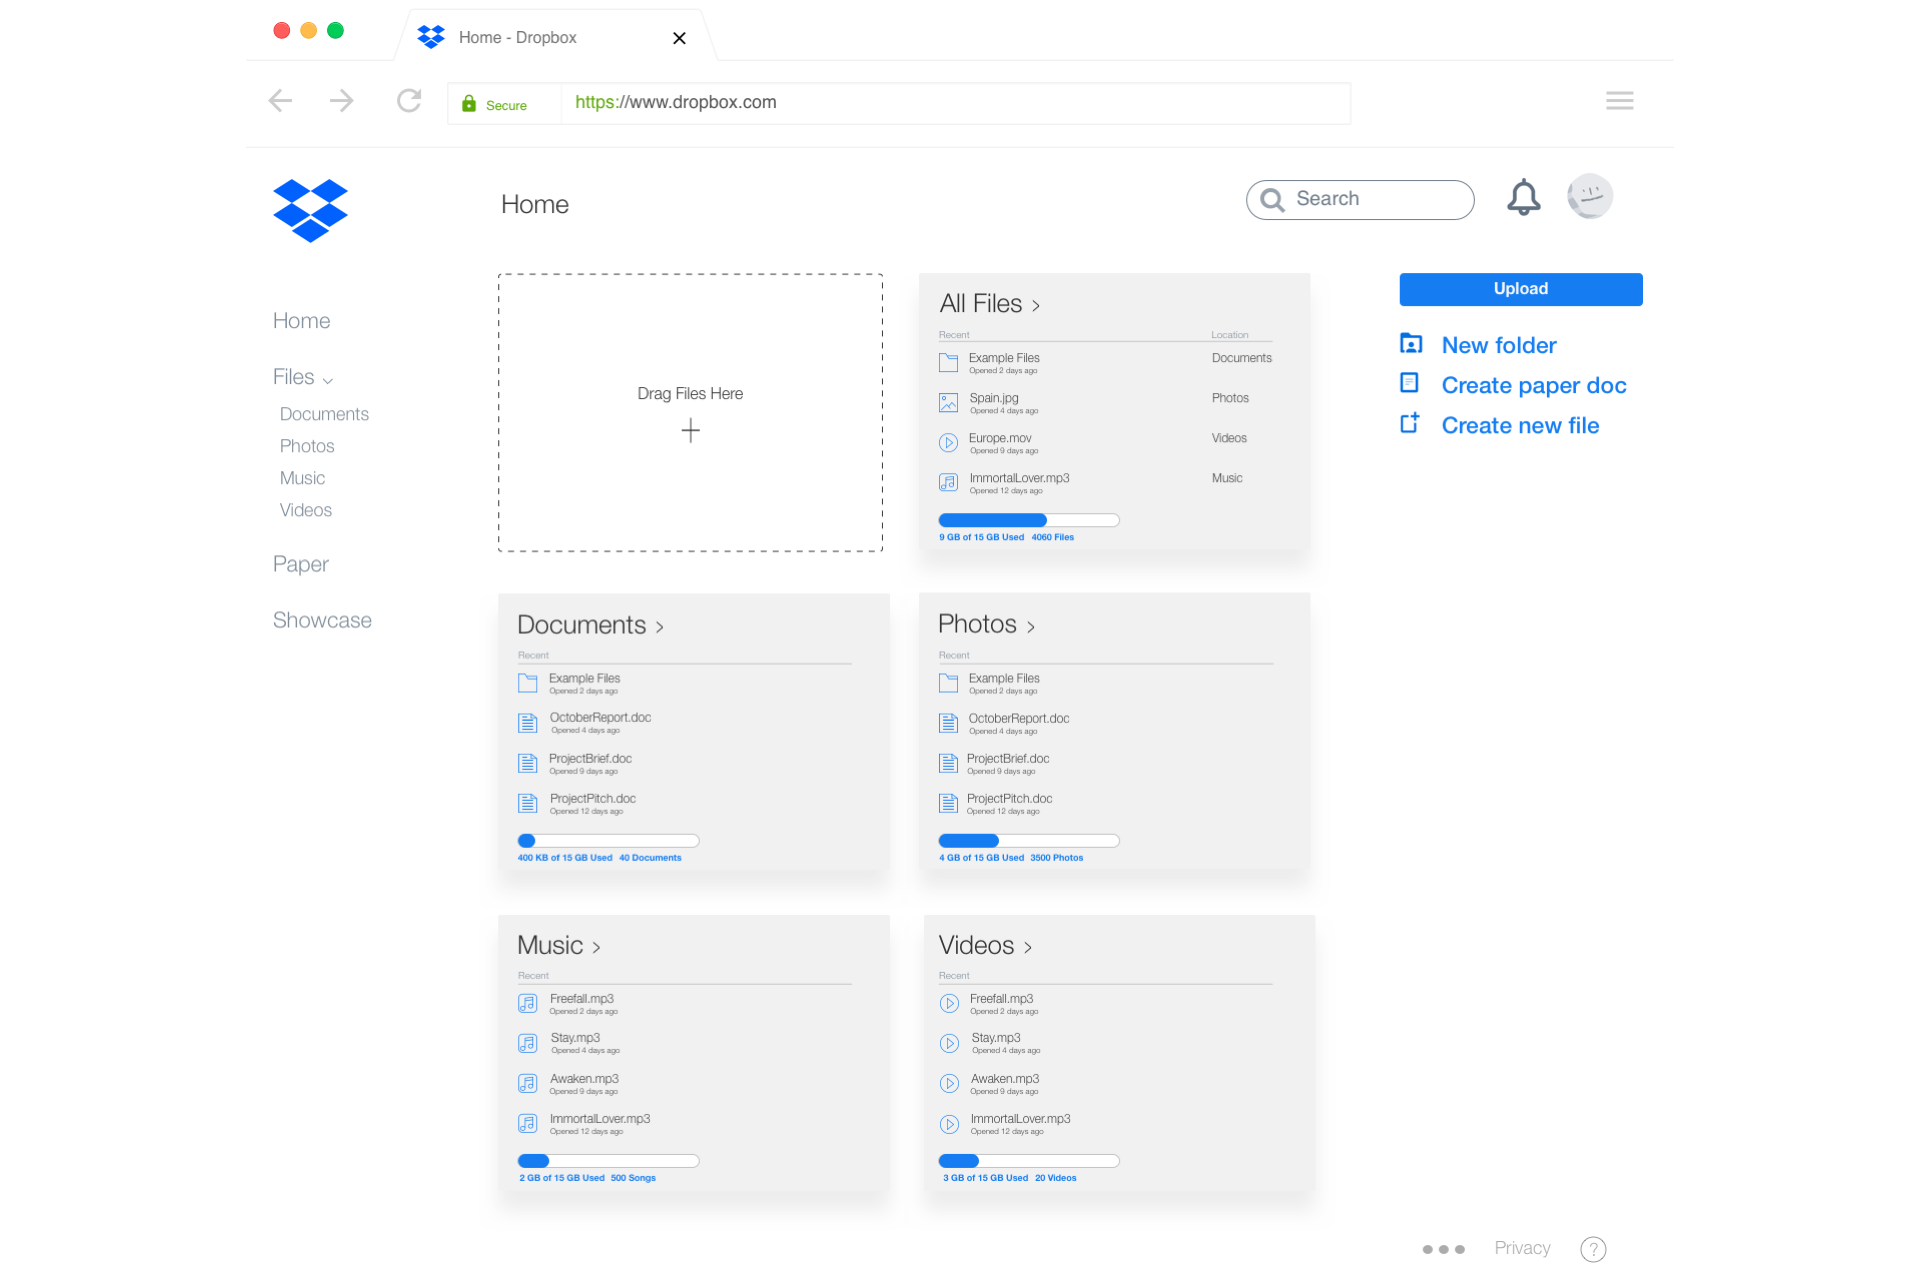 Home - Dropbox
Secure
https://www.dropbox.com
Home
Search
Home
Files
Documents
Photos
Music
Videos
Paper
Showcase
Drag Files Here
All Files
Recent Location
Example Files Documents
Opened 2 days ago
Spain.jpg Photos
Opened 4 days ago
Europe.mov Videos
Opened 9 days ago
ImmortalLover.mp3 Music
Opened 12 days ago
9 GB of 15 GB Used 4060 Files
Upload
New folder
Create paper doc
Create new file
Documents
Recent
Example Files
Opened 2 days ago
OctoberReport.doc
Opened 4 days ago
ProjectBrief.doc
Opened 9 days ago
ProjectPitch.doc
Opened 12 days ago
400 KB of 15 GB Used 40 Documents
Photos
Recent
Example Files
Opened 2 days ago
OctoberReport.doc
Opened 4 days ago
ProjectBrief.doc
Opened 9 days ago
ProjectPitch.doc
Opened 12 days ago
4 GB of 15 GB Used 3500 Photos
Music
Recent
Freefall.mp3
Opened 2 days ago
Stay.mp3
Opened 4 days ago
Awaken.mp3
Opened 9 days ago
ImmortalLover.mp3
Opened 12 days ago
2 GB of 15 GB Used 500 Songs
Videos
Recent
Freefall.mp3
Opened 2 days ago
Stay.mp3
Opened 4 days ago
Awaken.mp3
Opened 9 days ago
ImmortalLover.mp3
Opened 12 days ago
3 GB of 15 GB Used 20 Videos
Privacy ?